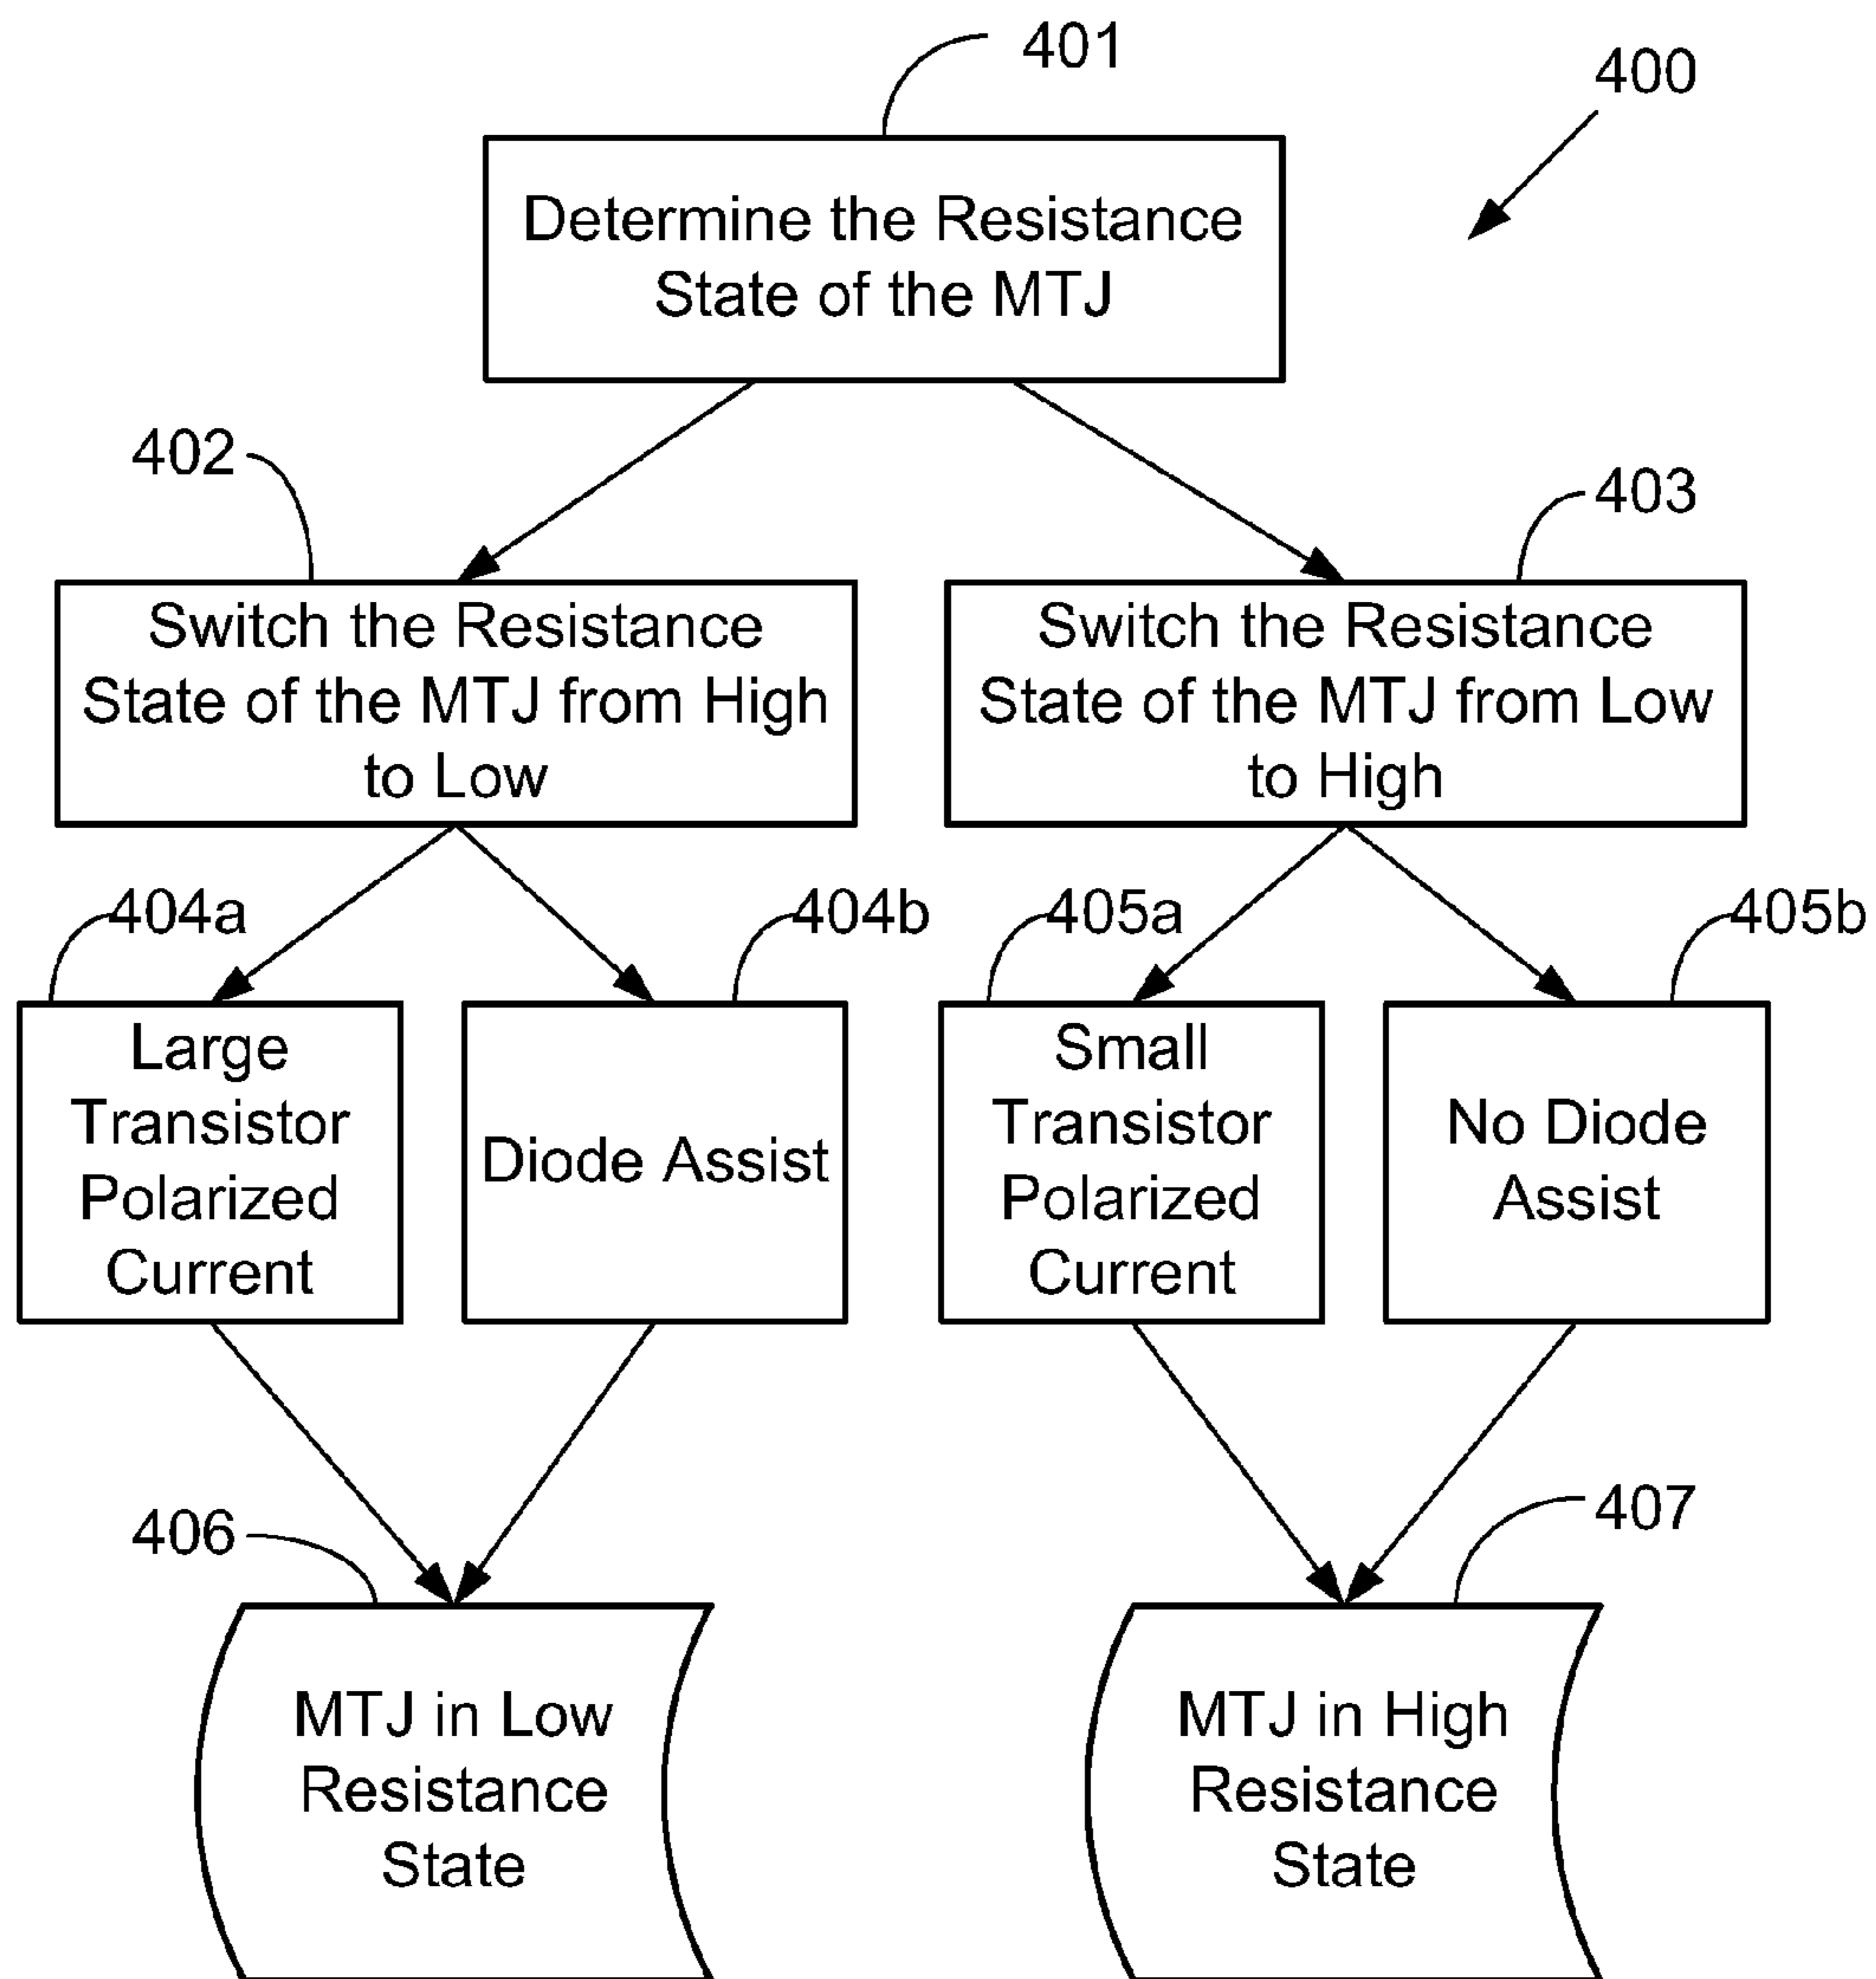 401
400
Determine the Resistance
State of the MTJ
402
403
Switch the Resistance
State of the MTJ from High
to Low
Switch the Resistance
State of the MTJ from Low
to High
404a
404b
405a
405b
Large
Transistor
Polarized
Current
Diode Assist
Small
Transistor
Polarized
Current
No Diode
Assist
406
407
MTJ in Low
Resistance
State
MTJ in High
Resistance
State